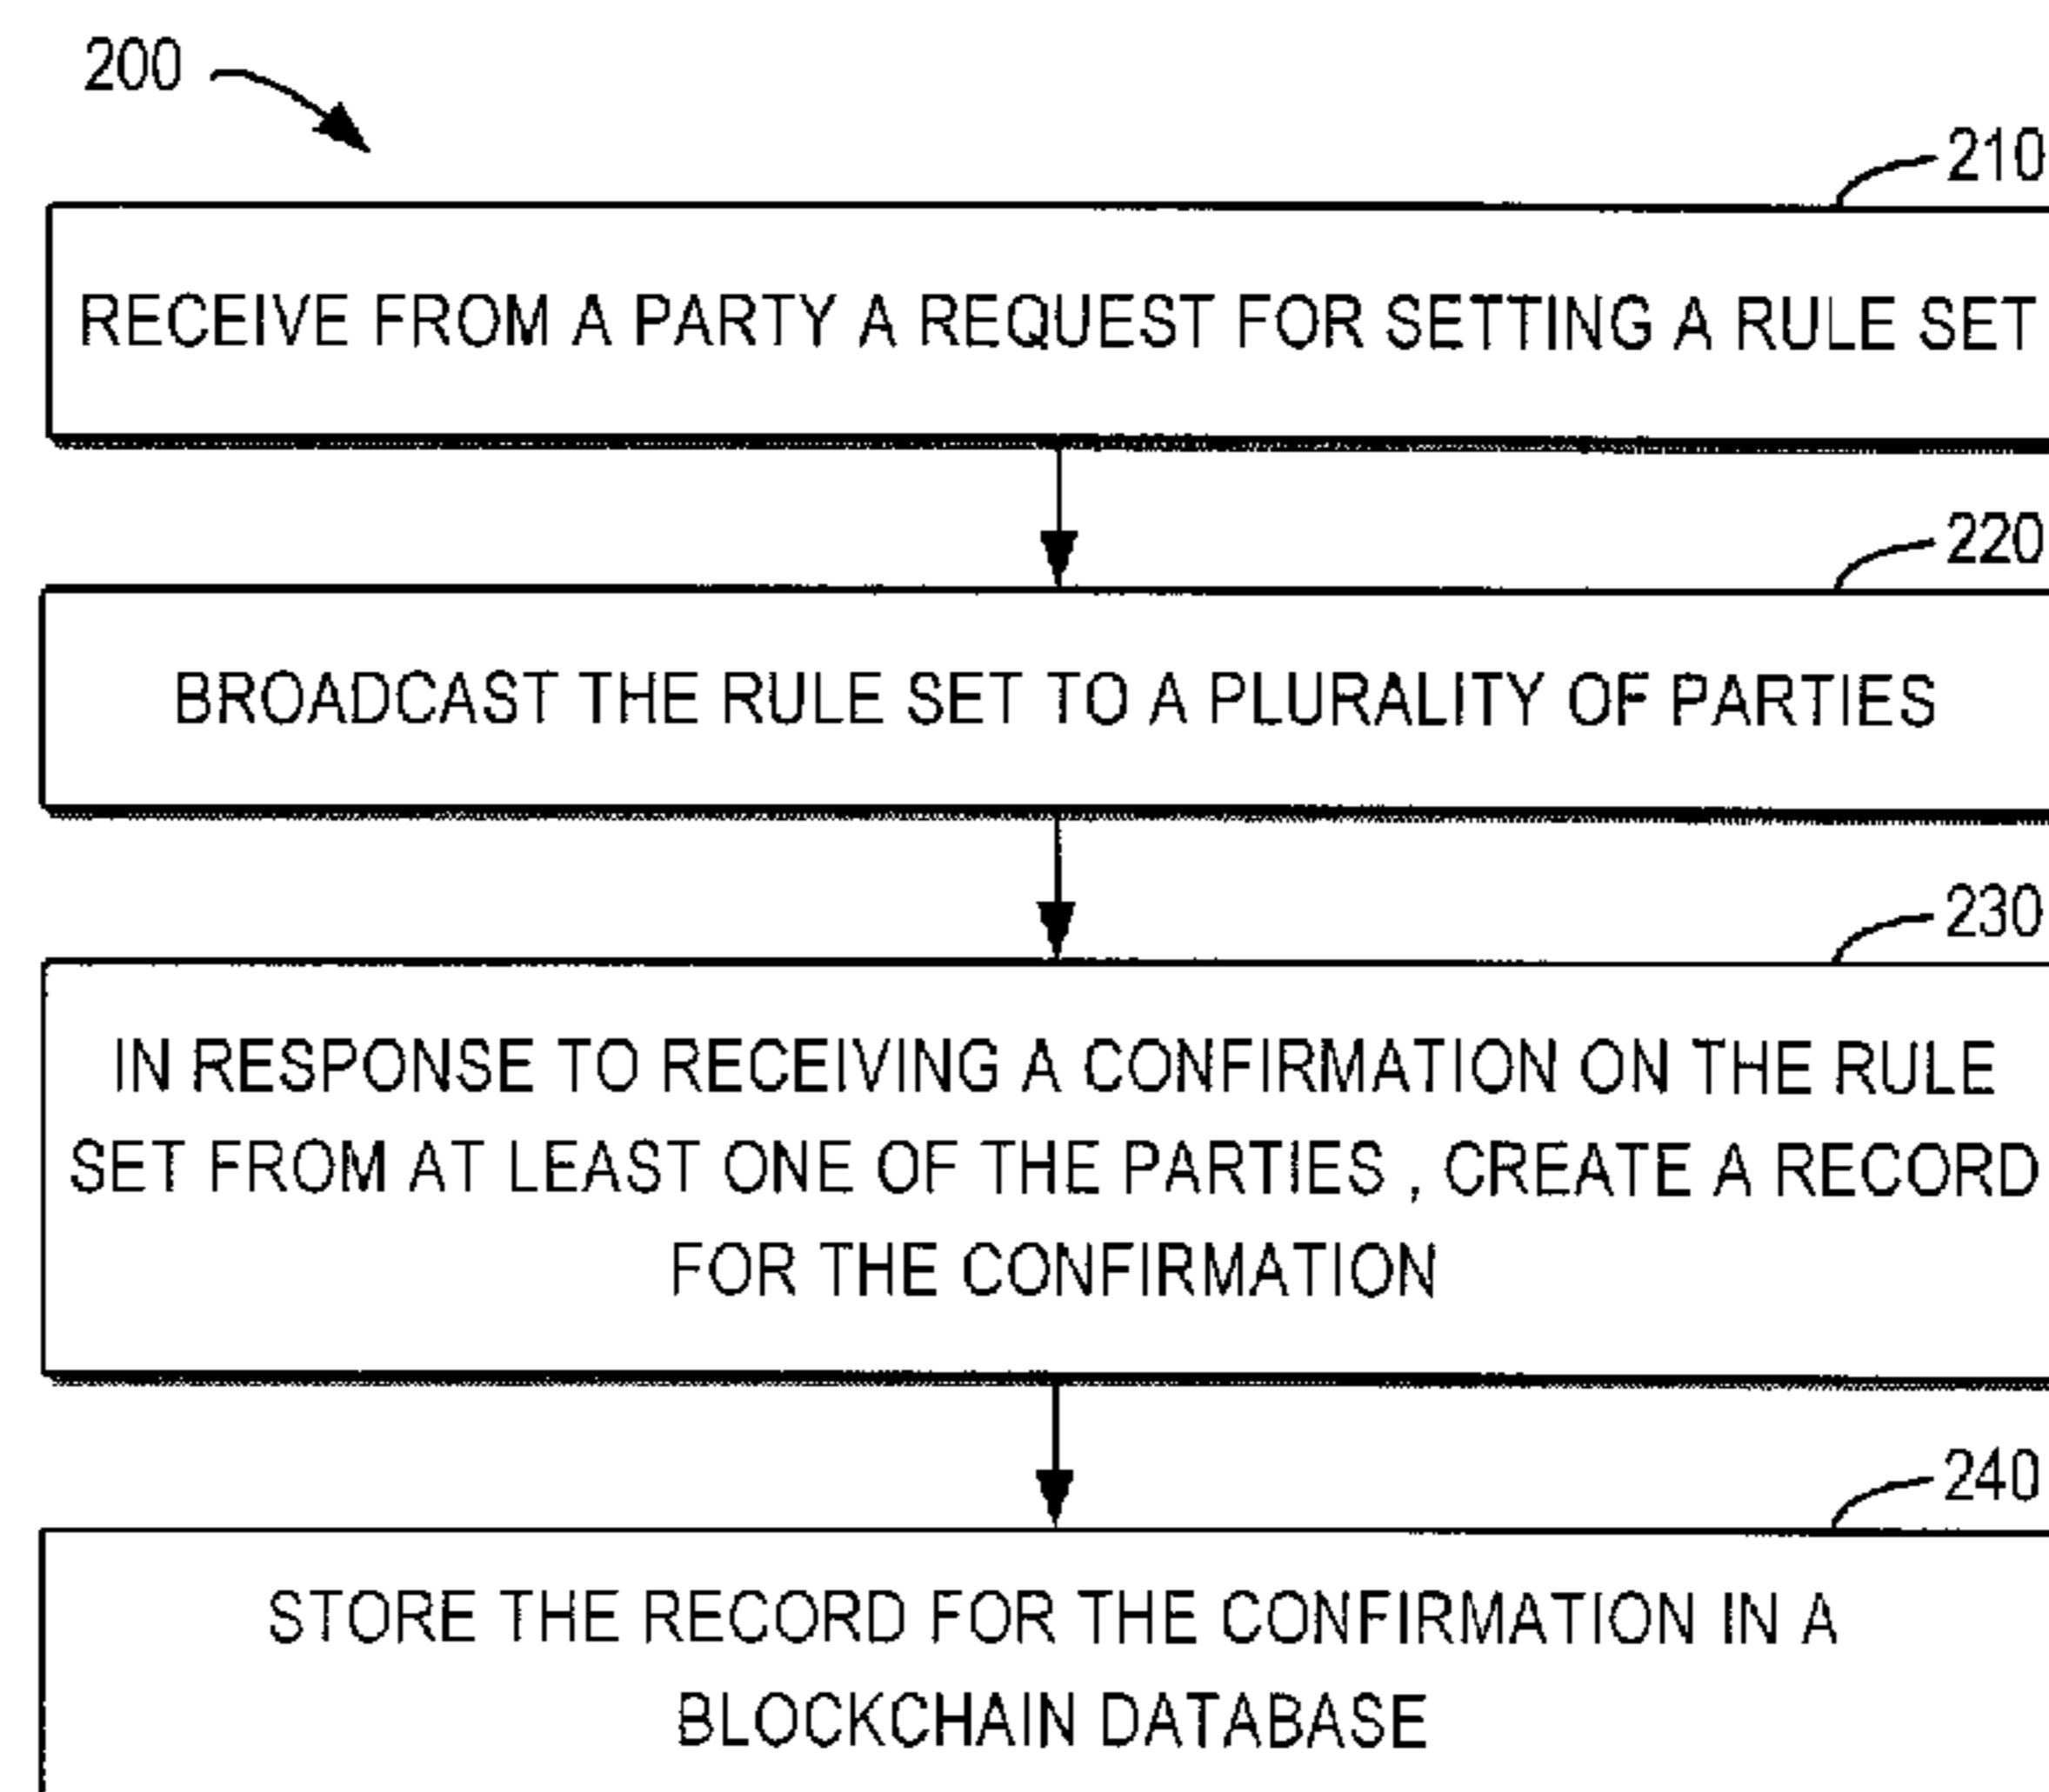 200
210
RECEIVE FROM A PARTY A REQUEST FOR SETTING A RULE SET
220
BROADCAST THE RULE SET TO A PLURALITY OF PARTIES
230
IN RESPONSE TO RECEIVING A CONFIRMATION ON THE RULE
SET FROM AT LEAST ONE OF THE PARTIES , CREATE A RECORD
FOR THE CONFIRMATION
240
STORE THE RECORD FOR THE CONFIRMATION IN A
BLOCKCHAIN DATABASE